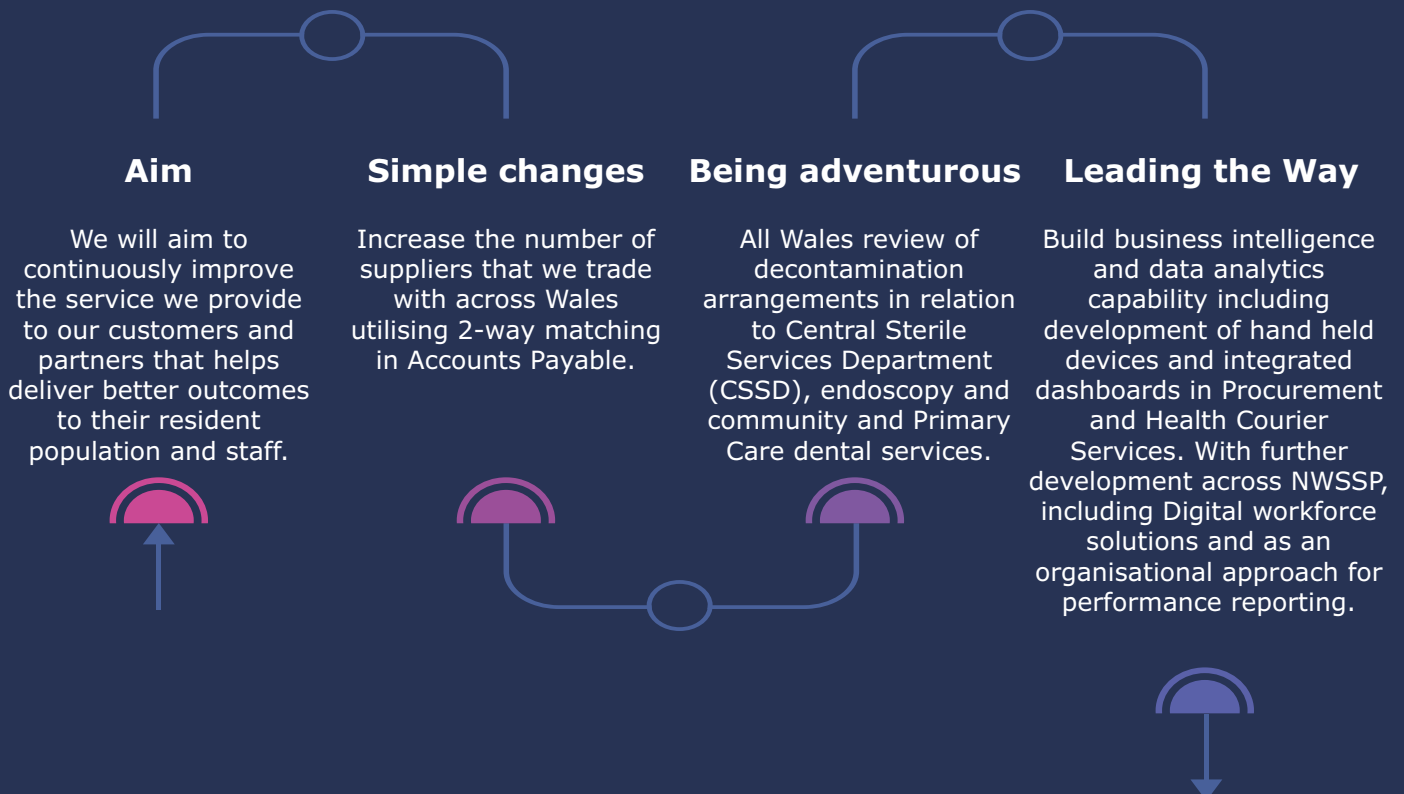 Aim
We will aim to
continuously improve
the service we provide
to our customers and
partners that helps
deliver better outcomes
to their resident
population and staff.
Simple changes
Increase the number of
suppliers that we trade
with across Wales
utilising 2-way matching
in Accounts Payable.
Being adventurous
All Wales review of
decontamination
arrangements in relation
to Central Sterile
Services Department
(CSSD), endoscopy and
community and Primary
Care dental services.
Leading the Way
Build business intelligence
and data analytics
capability including
development of hand held
devices and integrated
dashboards in Procurement
and Health Courier
Services. With further
development across NWSSP,
including Digital workforce
solutions and as an
organisational approach for
performance reporting.